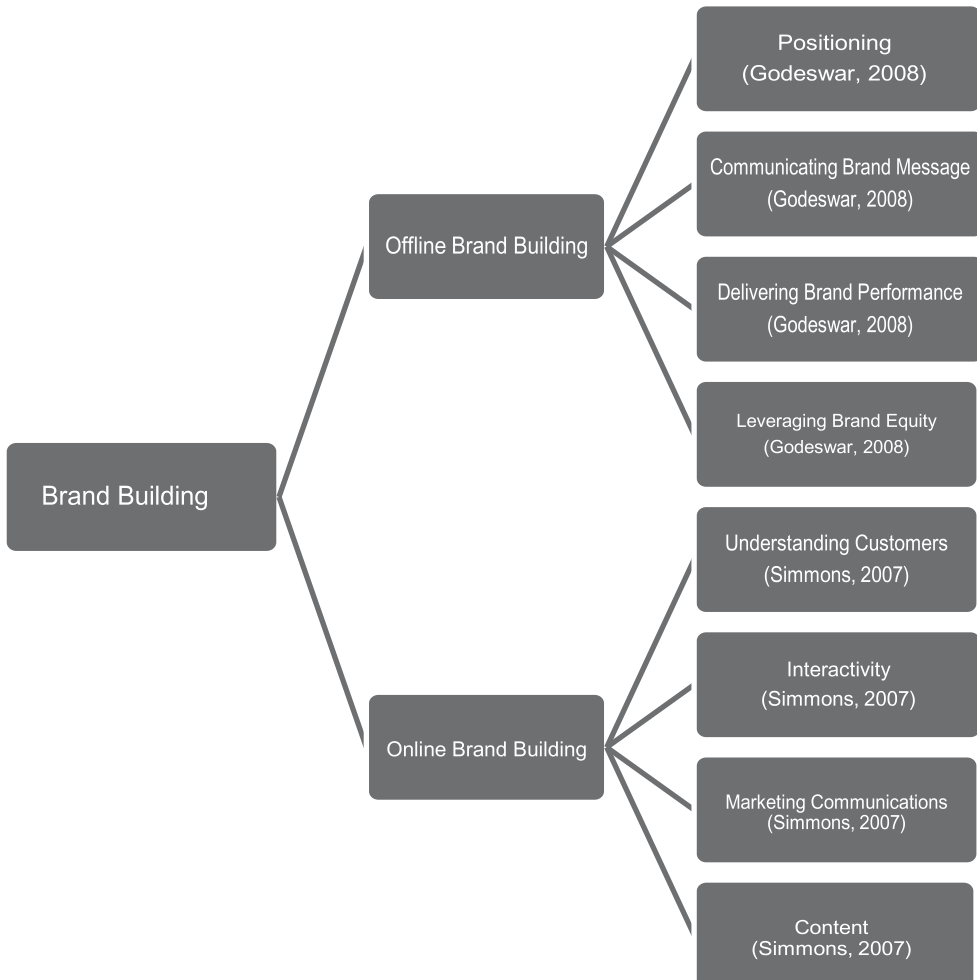 Brand Building
Offline Brand Building
Positioning
(Godeswar, 2008)
Communicating Brand Message
(Godeswar, 2008)
Delivering Brand Performance
(Godeswar, 2008)
Leveraging Brand Equity
(Godeswar, 2008)
Online Brand Building
Understanding Customers
(Simmons, 2007)
Interactivity
(Simmons, 2007)
Marketing Communications
(Simmons, 2007)
Content
(Simmons, 2007)